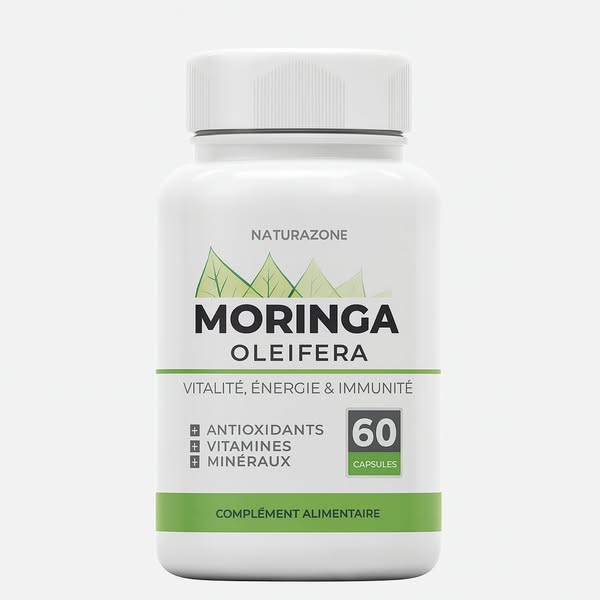 NATURAZONE
MORINGA
OLEIFERA
VITALITÉ, ÉNERGIE & IMMUNITÉ
ANTIOXIDANTS
VITAMINES
MINÉRAUX
60
CAPSULES
COMPLÉMENT ALIMENTAIRE